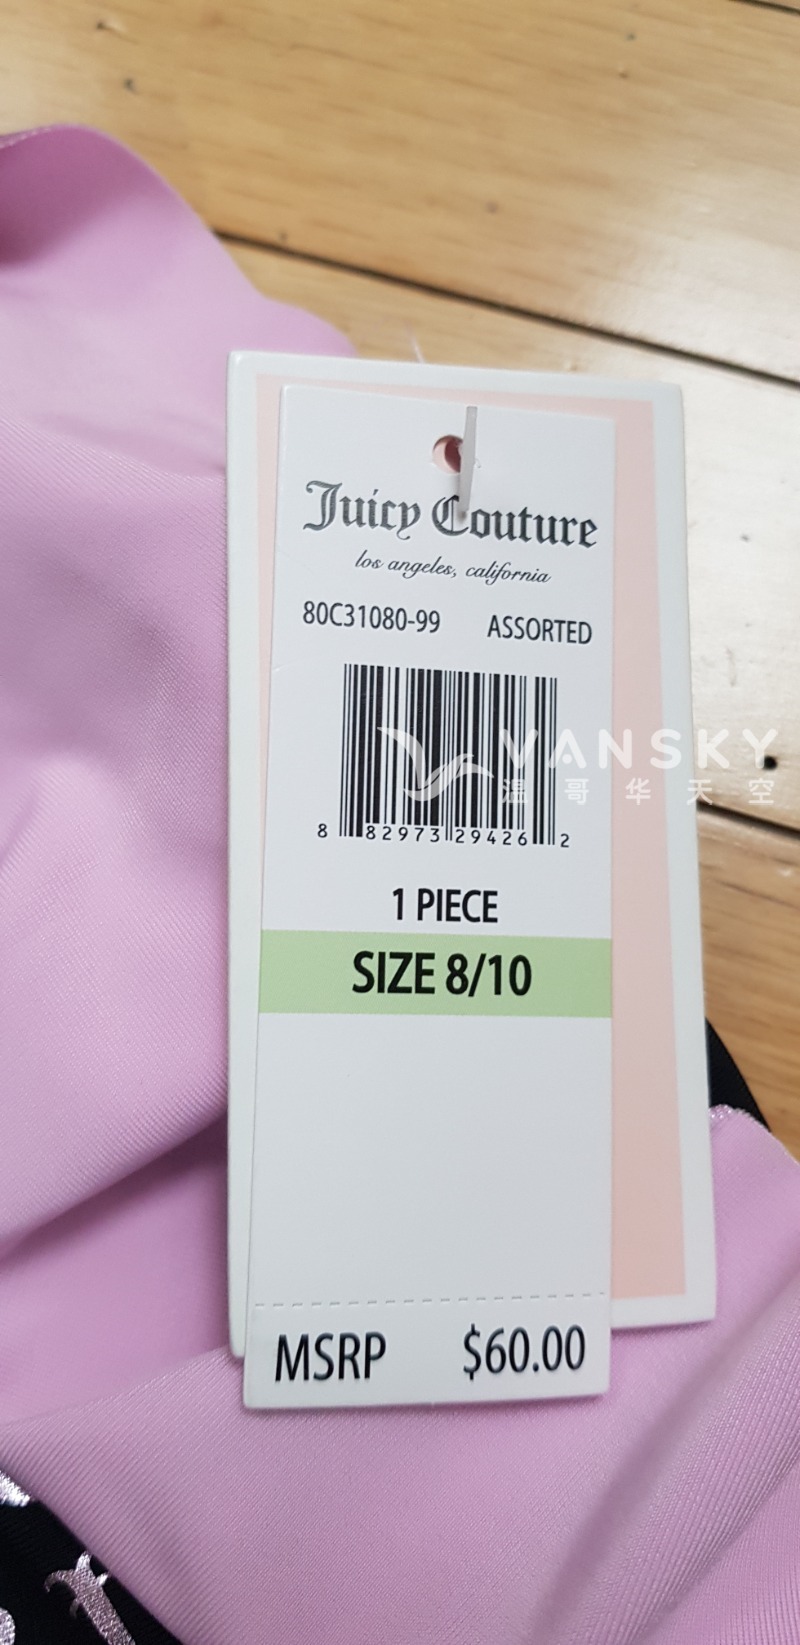 Juicy Couture
los angeles, california
80C31080-99 ASSORTED
VANSKY
温哥华天空
8 82973 29426 2
1 PIECE
SIZE 8/10
MSRP $60.00